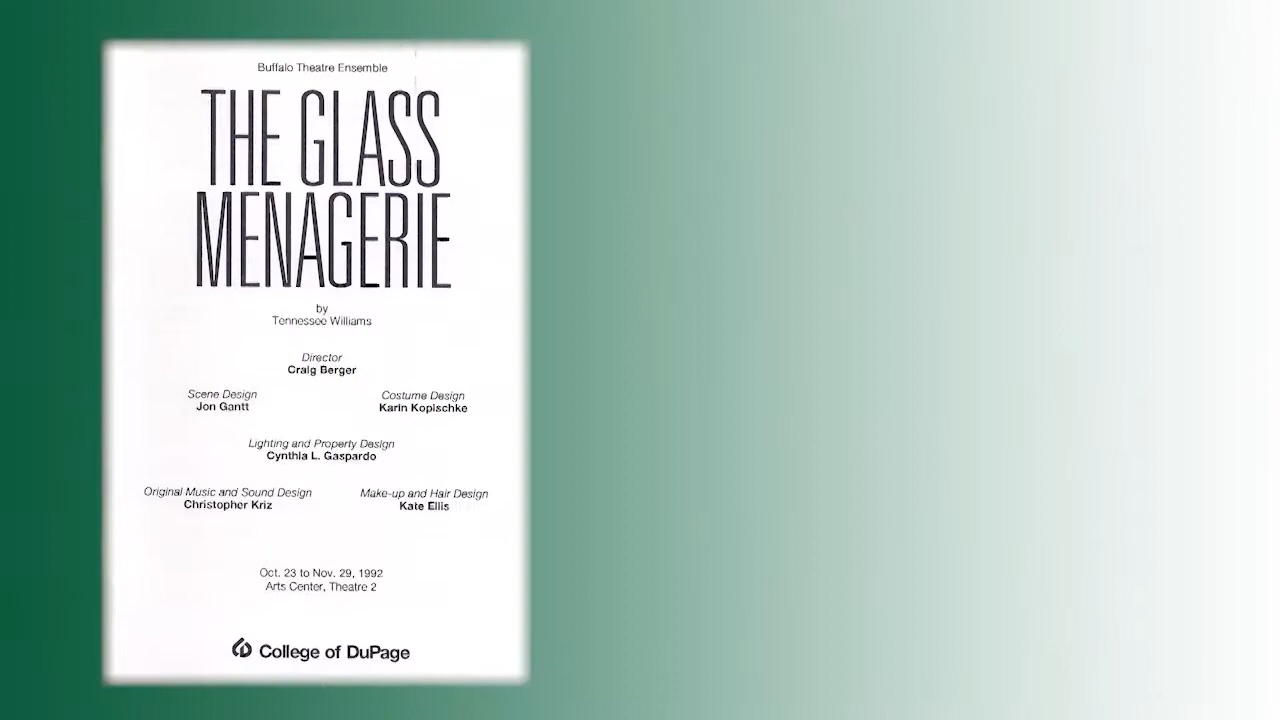 Buffalo Theatre Ensemble
THE GLASS
MENAGERIE
by
Tennessee Williams
Director
Craig Berger
Scene Design
Jon Gantt
Costume Design
Karin Kopischke
Lighting and Property Design
Cynthia L. Gaspardo
Original Music and Sound Design
Christopher Kriz
Make-up and Hair Design
Kate Ellis
Oct. 23 to Nov. 29, 1992
Arts Center, Theatre 2
College of DuPage